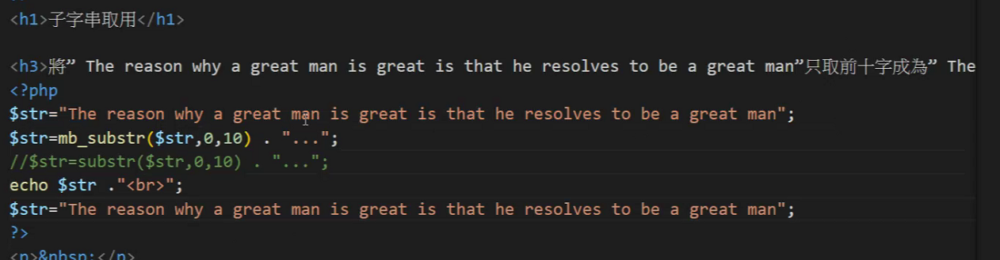 <h1>子字串取用</h1>
<h3>將” The reason why a great man is great is that he resolves to be a great man”只取前十字成為” The
<?php
$str="The reason why a great man is great is that he resolves to be a great man";
$str=mb_substr($str,0,10) . "...";
//$str=substr($str,0,10) . "...";
echo $str ."<br>";
$str="The reason why a great man is great is that he resolves to be a great man";
?>
<p>&nbsp;</p>